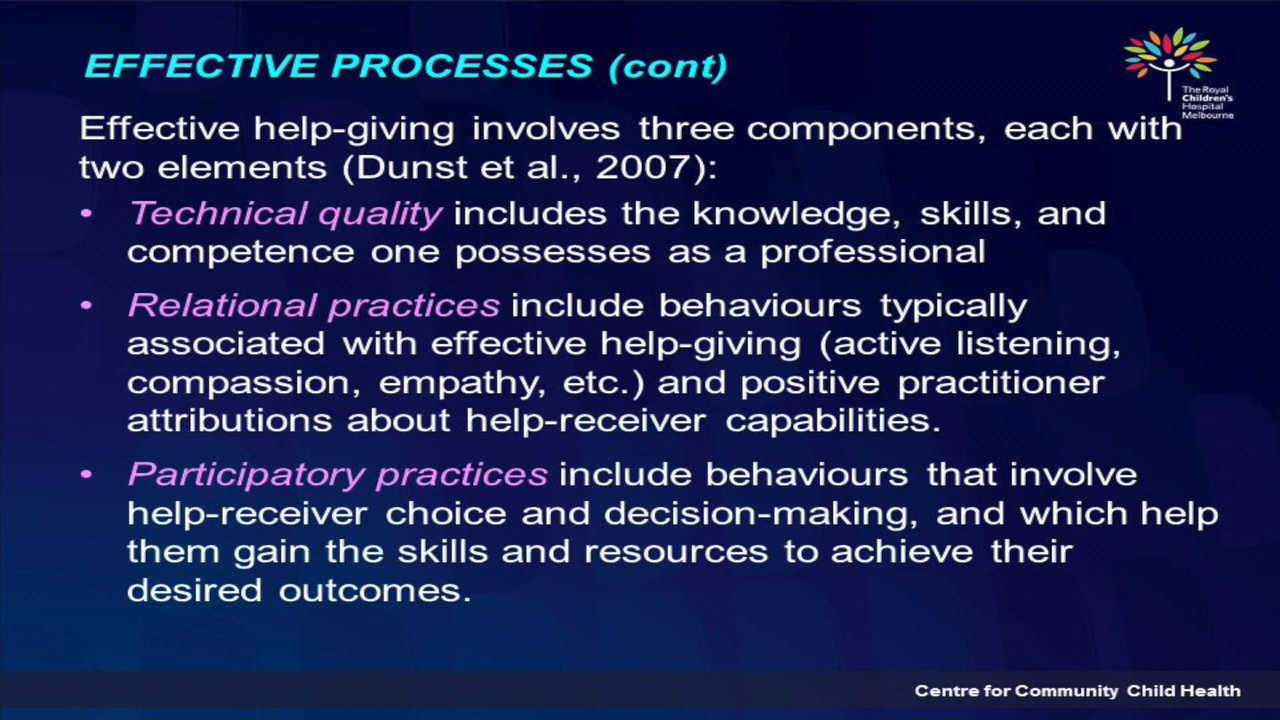 EFFECTIVE PROCESSES (cont)
The Royal
Children's
Hospital
Melbourne
Effective help-giving involves three components, each with
two elements (Dunst et al., 2007):
• Technical quality includes the knowledge, skills, and
competence one possesses as a professional
• Relational practices include behaviours typically
associated with effective help-giving (active listening,
compassion, empathy, etc.) and positive practitioner
attributions about help-receiver capabilities.
• Participatory practices include behaviours that involve
help-receiver choice and decision-making, and which help
them gain the skills and resources to achieve their
desired outcomes.
Centre for Community Child Health